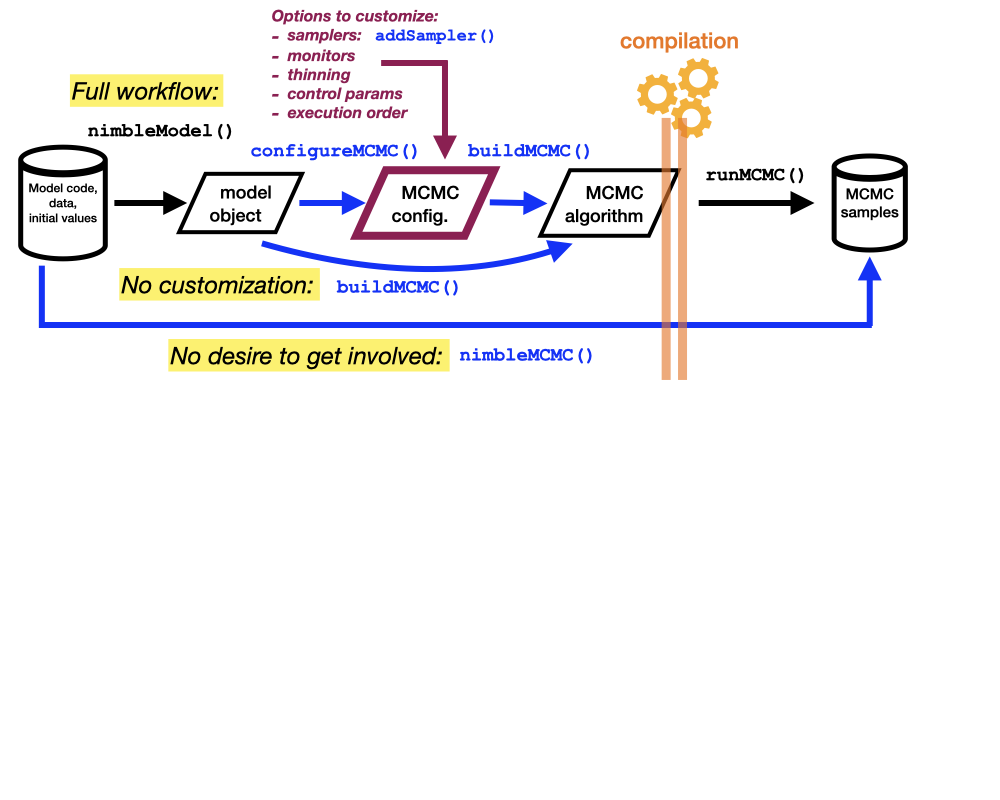 Options to customize:
- samplers: addSampler()
- monitors
- thinning
- control params
- execution order
compilation
Full workflow:
nimbleModel()
configureMCMC()
buildMCMC()
runMCMC()
Model code,
data,
initial values
model
object
MCMC
config.
MCMC
algorithm
MCMC
samples
No customization: buildMCMC()
No desire to get involved: nimbleMCMC()